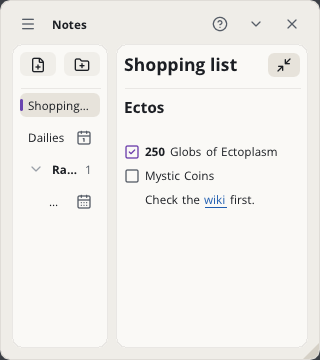 Notes
Shopping...
Dailies
Ra... 1
...
Shopping list
Ectos
250 Globs of Ectoplasm
Mystic Coins
Check the wiki first.